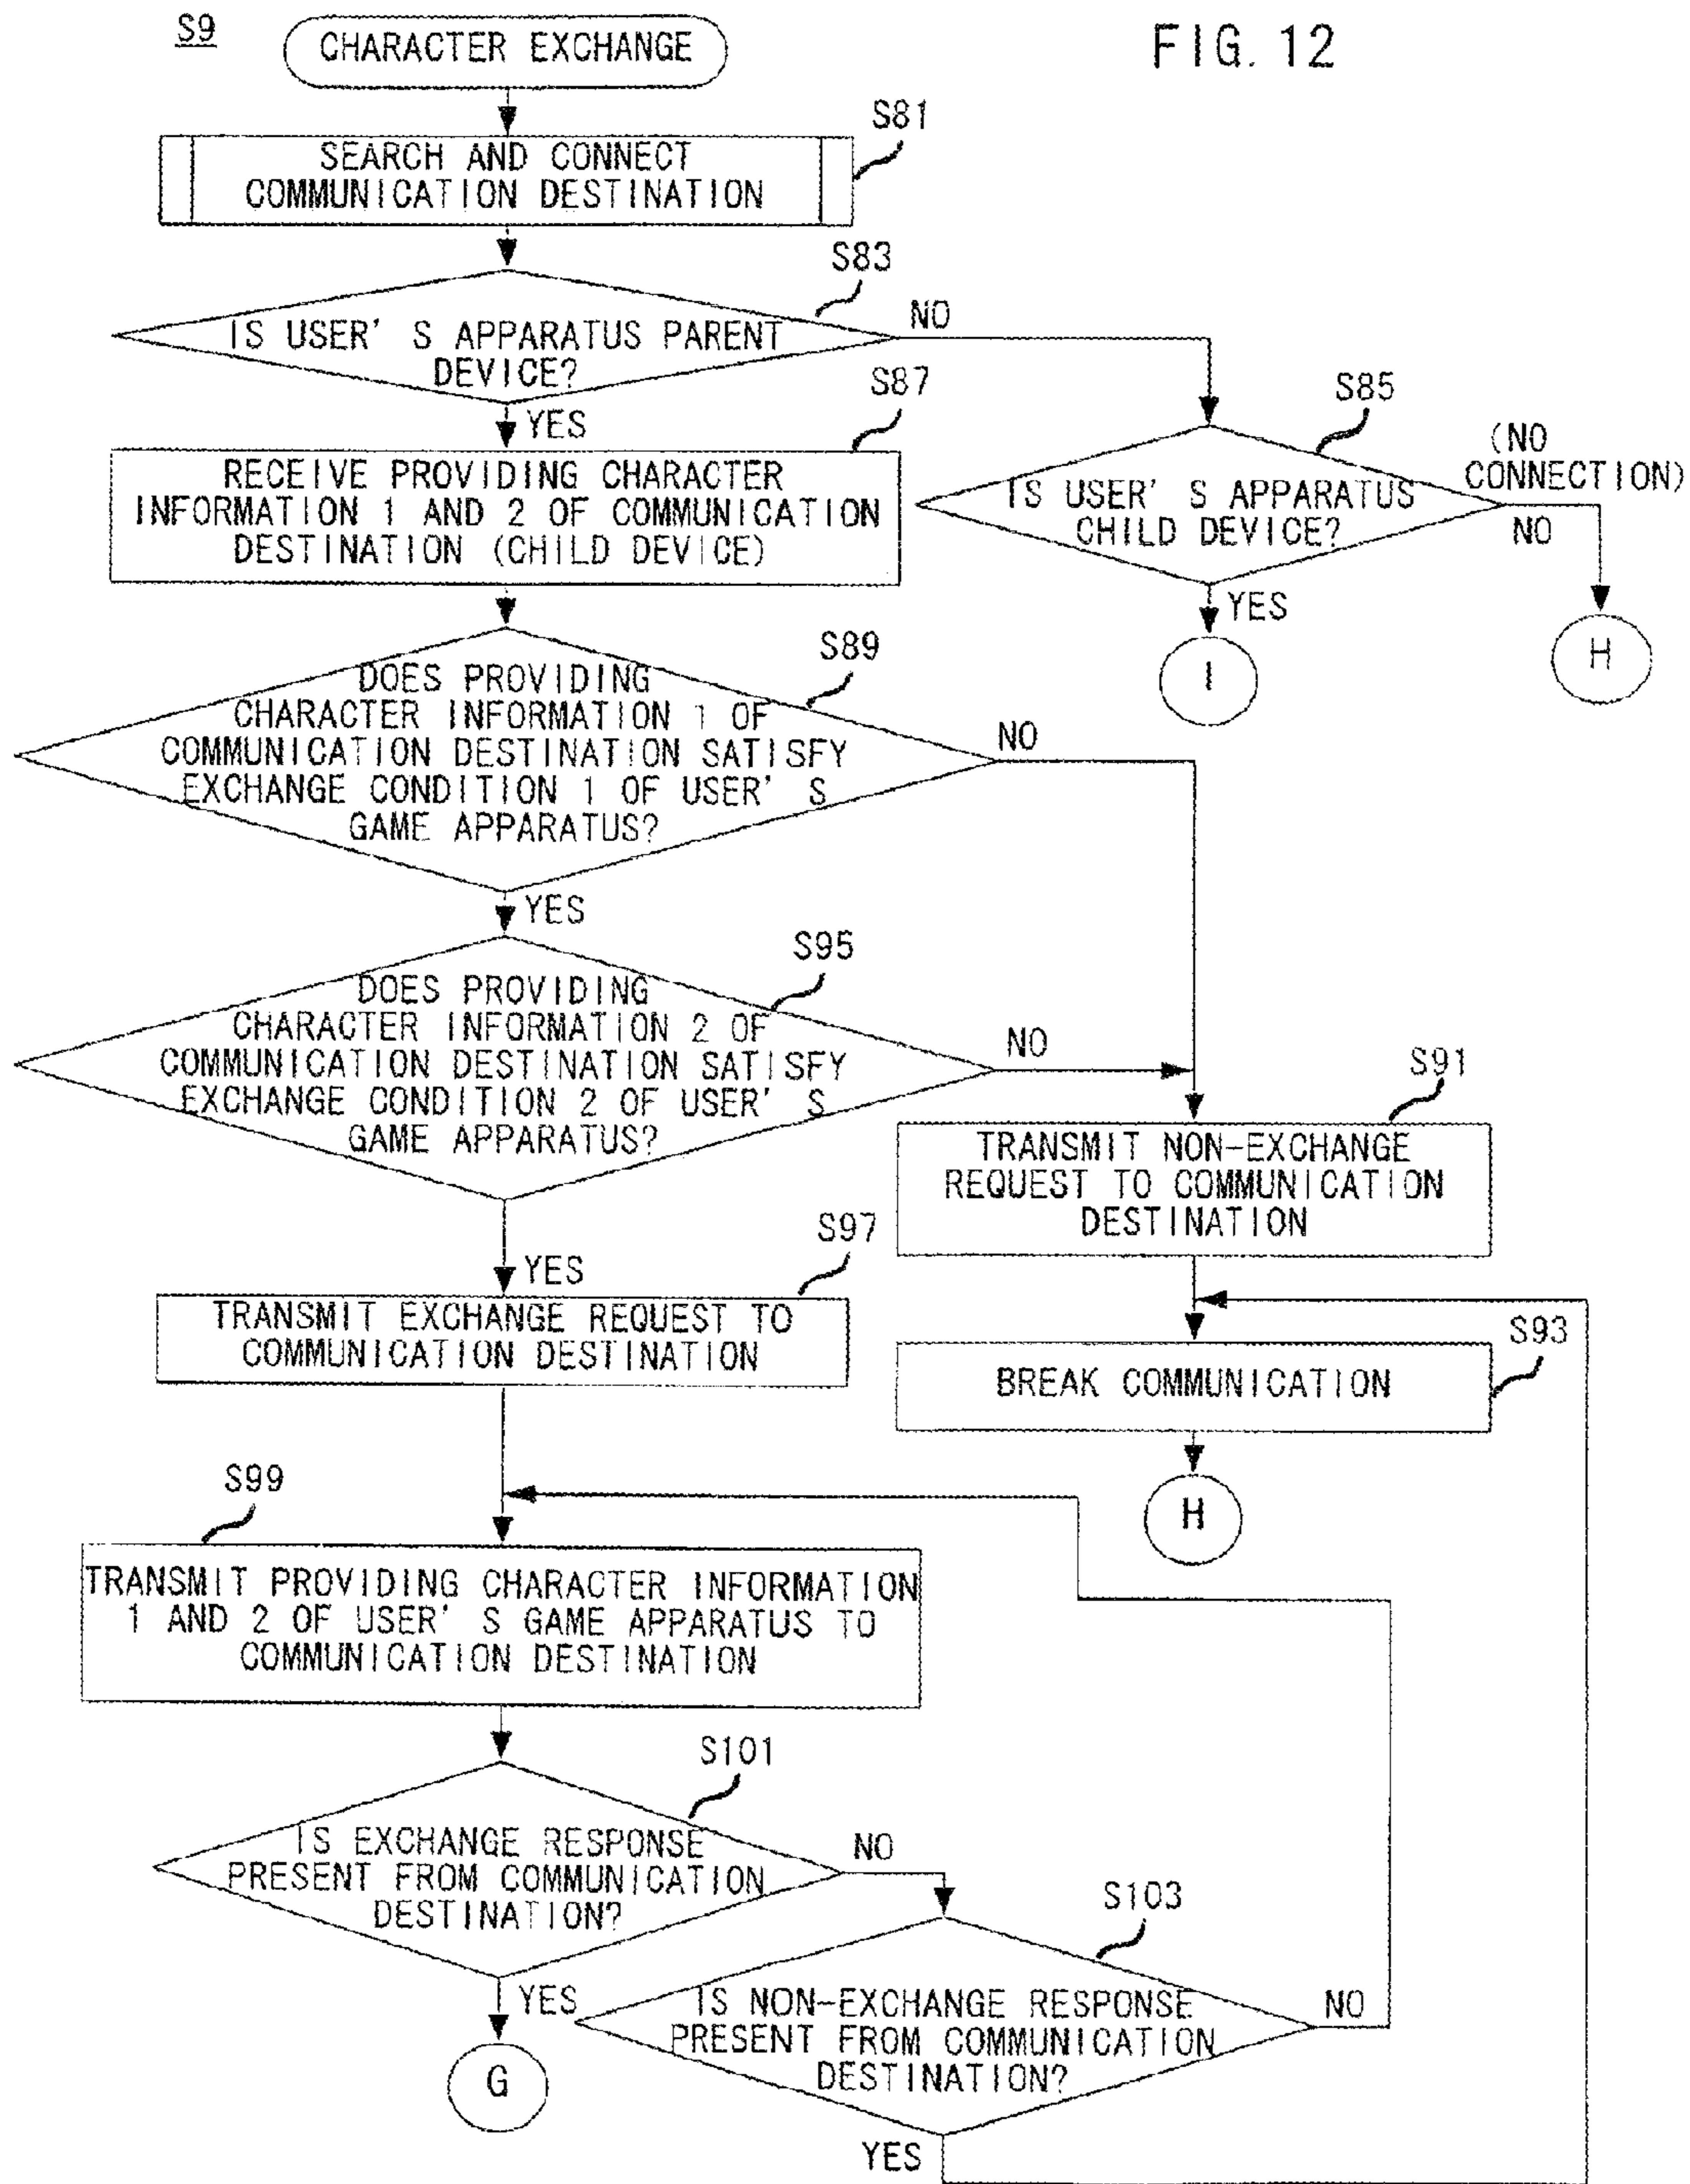 S9
CHARACTER EXCHANGE
FIG. 12
S81
SEARCH AND CONNECT
COMMUNICATION DESTINATION
S83
IS USER'S APPARATUS PARENT
DEVICE?
NO
YES
S87
RECEIVE PROVIDING CHARACTER
INFORMATION 1 AND 2 OF COMMUNICATION
DESTINATION (CHILD DEVICE)
S85
IS USER'S APPARATUS
CHILD DEVICE?
(NO
CONNECTION)
NO
YES
I
H
S89
DOES PROVIDING
CHARACTER INFORMATION 1 OF
COMMUNICATION DESTINATION SATISFY
EXCHANGE CONDITION 1 OF USER'S
GAME APPARATUS?
NO
YES
S95
DOES PROVIDING
CHARACTER INFORMATION 2 OF
COMMUNICATION DESTINATION SATISFY
EXCHANGE CONDITION 2 OF USER'S
GAME APPARATUS?
NO
YES
S91
TRANSMIT NON-EXCHANGE
REQUEST TO COMMUNICATION
DESTINATION
S97
TRANSMIT EXCHANGE REQUEST TO
COMMUNICATION DESTINATION
S93
BREAK COMMUNICATION
H
S99
TRANSMIT PROVIDING CHARACTER INFORMATION
1 AND 2 OF USER'S GAME APPARATUS TO
COMMUNICATION DESTINATION
S101
IS EXCHANGE RESPONSE
PRESENT FROM COMMUNICATION
DESTINATION?
NO
YES
G
S103
IS NON-EXCHANGE RESPONSE
PRESENT FROM COMMUNICATION
DESTINATION?
NO
YES